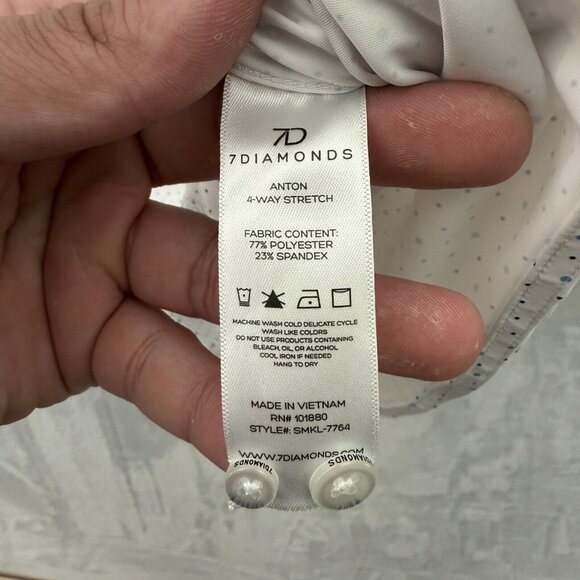 7D
7DIAMONDS
ANTON
4-WAY STRETCH
FABRIC CONTENT:
77% POLYESTER
23% SPANDEX
MACHINE WASH COLD DELICATE CYCLE
WASH LIKE COLORS
DO NOT USE PRODUCTS CONTAINING
BLEACH, OIL, OR ALCOHOL
COOL IRON IF NEEDED
HANG TO DRY
MADE IN VIETNAM
RN# 101880
STYLE#: SMKL-7764
WWW.7DIAMONDS.COM
7DIAMONDS
7DIAMONDS